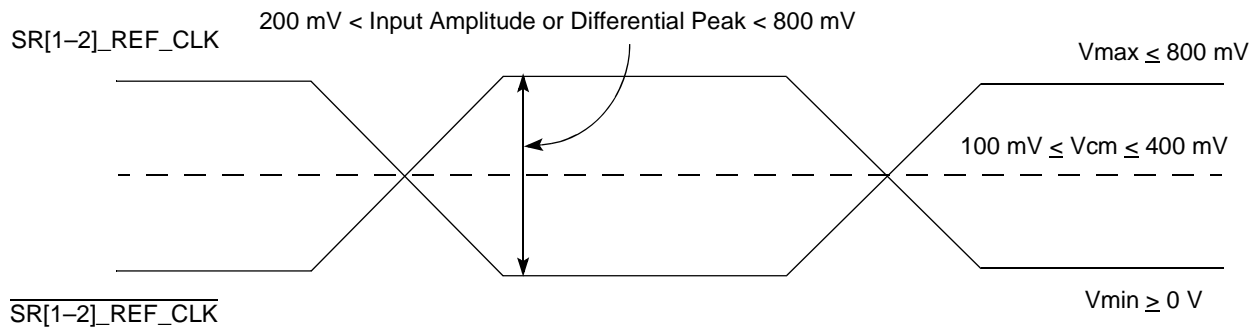 200 mV < Input Amplitude or Differential Peak < 800 mV
SR[1–2]_REF_CLK
Vmax ≤ 800 mV
100 mV ≤ Vcm ≤ 400 mV
Vmin ≥ 0 V
SR[1–2]_REF_CLK